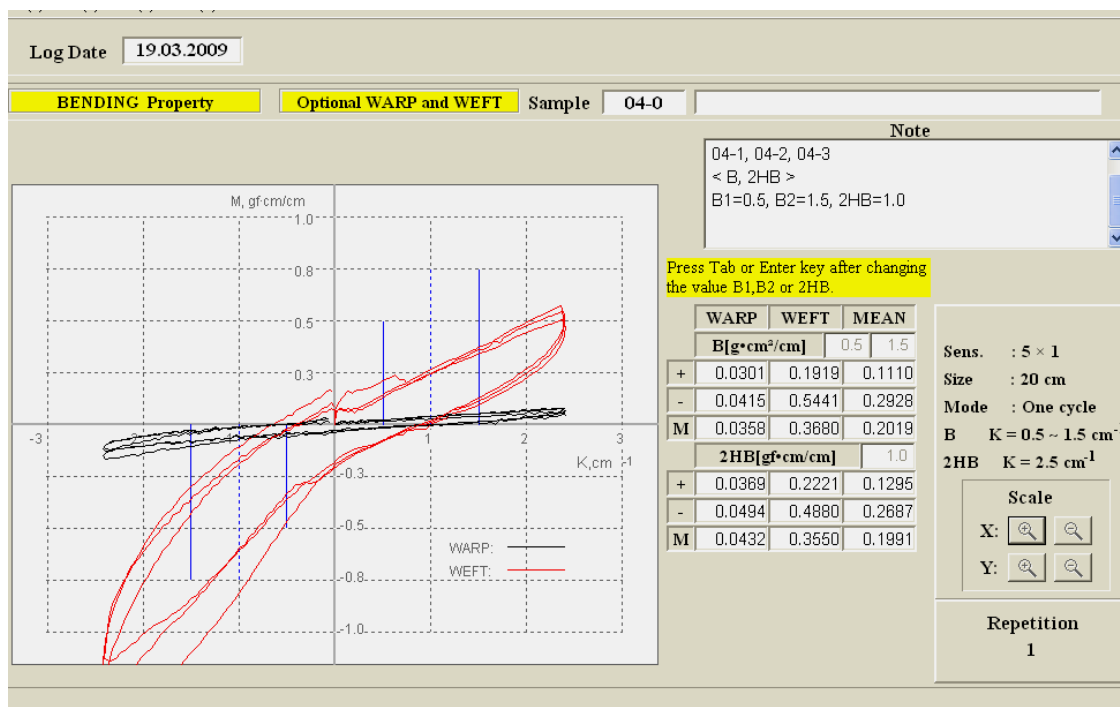 Log Date 19.03.2009
BENDING Property Optional WARP and WEFT Sample 04-0
Note
04-1, 04-2, 04-3
< B, 2HB >
B1=0.5, B2=1.5, 2HB=1.0
M, gf·cm/cm
1.0
0.8
0.5
0.3
-3 -2 -1 1 2 3
K,cm -1
-0.3
-0.5
-0.8
-1.0
WARP:
WEFT:
Press Tab or Enter key after changing
the value B1,B2 or 2HB.
WARP WEFT MEAN
B[g•cm²/cm] 0.5 1.5
+ 0.0301 0.1919 0.1110
- 0.0415 0.5441 0.2928
M 0.0358 0.3680 0.2019
2HB[gf•cm/cm] 1.0
+ 0.0369 0.2221 0.1295
- 0.0494 0.4880 0.2687
M 0.0432 0.3550 0.1991
Sens. : 5 × 1
Size : 20 cm
Mode : One cycle
B K = 0.5 ~ 1.5 cm-1
2HB K = 2.5 cm-1
Scale
X:
Y:
Repetition
1